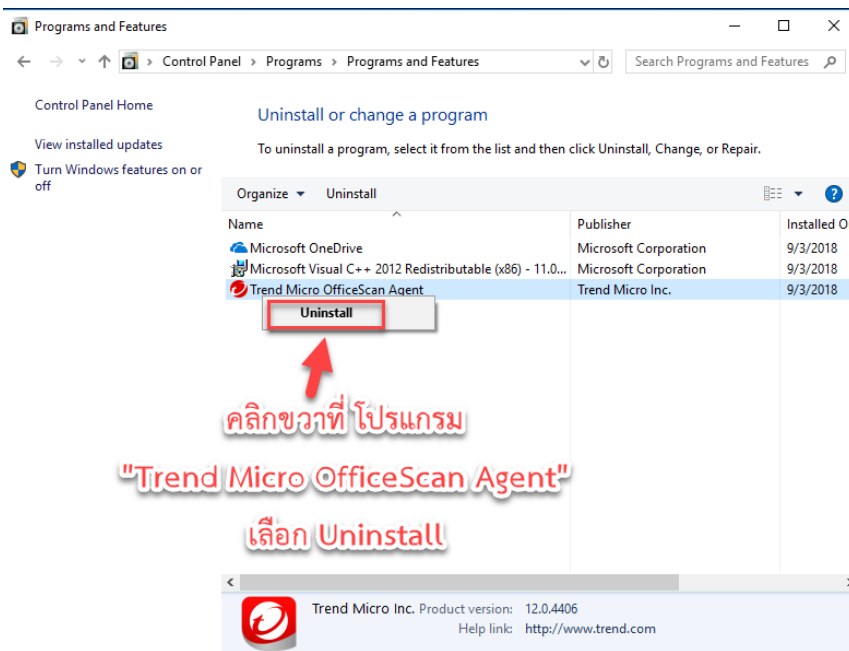 Programs and Features
Control Panel > Programs > Programs and Features
Search Programs and Features
Control Panel Home
View installed updates
Turn Windows features on or
off
Uninstall or change a program
To uninstall a program, select it from the list and then click Uninstall, Change, or Repair.
Organize Uninstall
Name Publisher Installed O
Microsoft OneDrive Microsoft Corporation 9/3/2018
Microsoft Visual C++ 2012 Redistributable (x86) - 11.0... Microsoft Corporation 9/3/2018
Trend Micro OfficeScan Agent Trend Micro Inc. 9/3/2018
Uninstall
คลิกขวาที่ โปรแกรม
"Trend Micro OfficeScan Agent"
เลือก Uninstall
Trend Micro Inc. Product version: 12.0.4406
Help link: http://www.trend.com